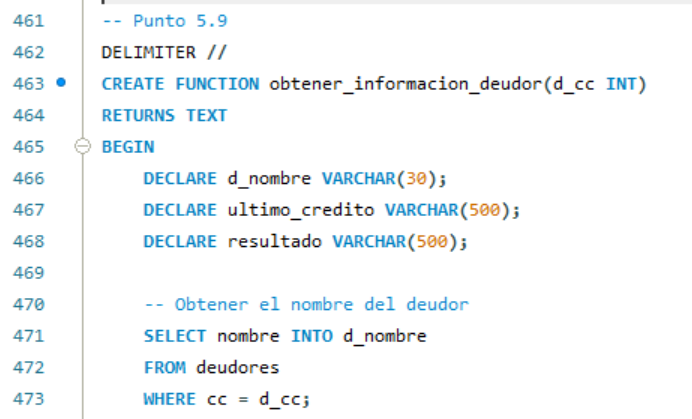 461 -- Punto 5.9
462 DELIMITER //
463 CREATE FUNCTION obtener_informacion_deudor(d_cc INT)
464 RETURNS TEXT
465 BEGIN
466 DECLARE d_nombre VARCHAR(30);
467 DECLARE ultimo_credito VARCHAR(500);
468 DECLARE resultado VARCHAR(500);
469
470 -- Obtener el nombre del deudor
471 SELECT nombre INTO d_nombre
472 FROM deudores
473 WHERE cc = d_cc;